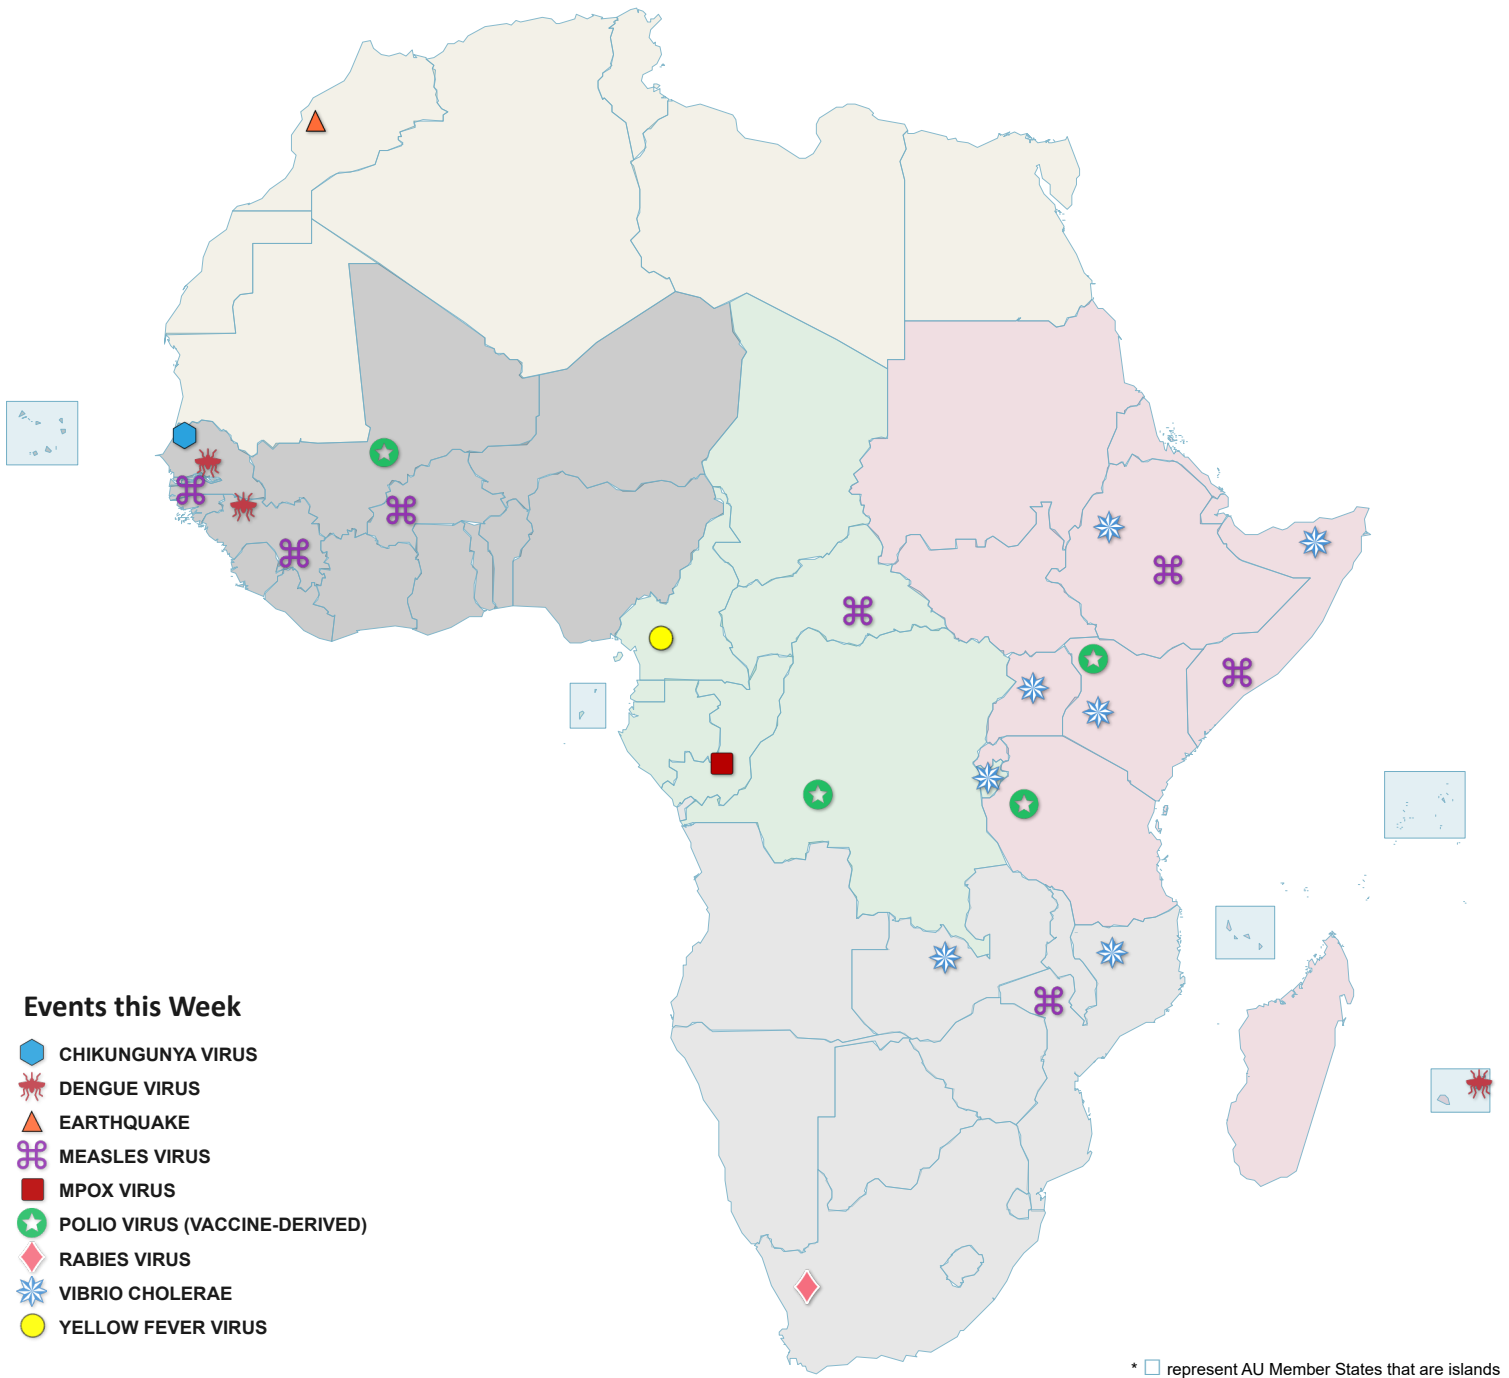 Events this Week
CHIKUNGUNYA VIRUS
DENGUE VIRUS
EARTHQUAKE
MEASLES VIRUS
MPOX VIRUS
POLIO VIRUS (VACCINE-DERIVED)
RABIES VIRUS
VIBRIO CHOLERAE
YELLOW FEVER VIRUS
* represent AU Member States that are islands